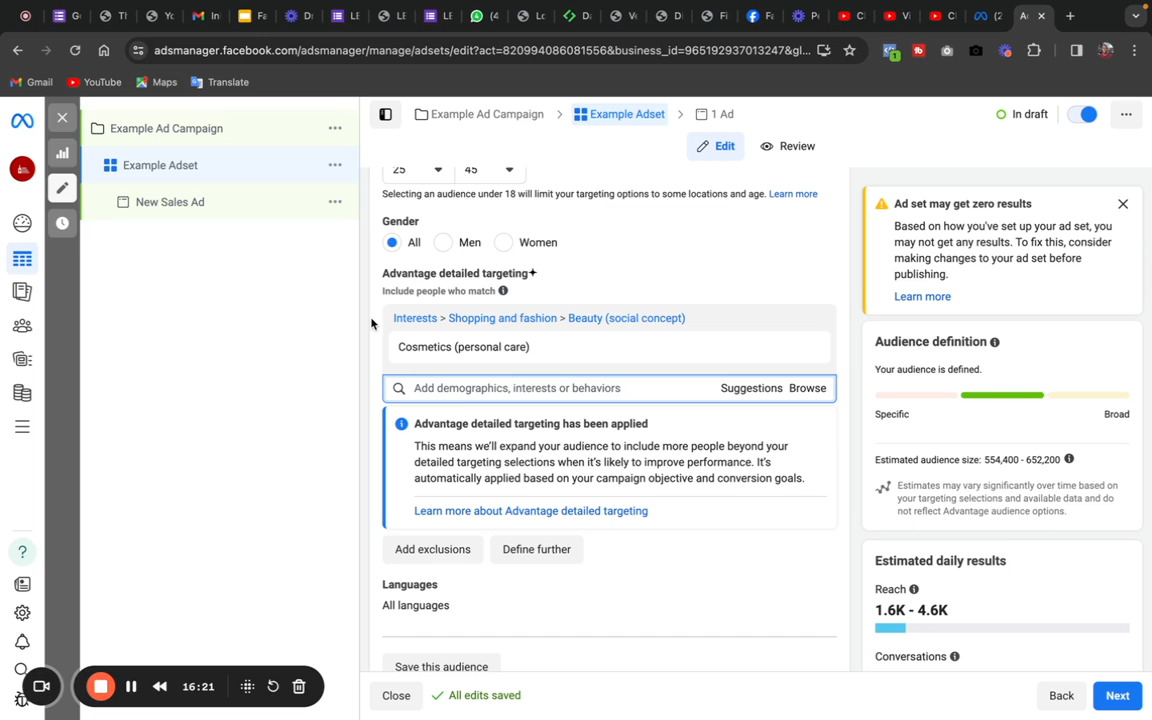 Gmail
YouTube
Maps
Translate
adsmanager.facebook.com/adsmanager/manage/adsets/edit?act=820994086081556&business_id=965192937013247&gl...
Example Ad Campaign
Example Adset
New Sales Ad
Example Ad Campaign
Example Adset
1 Ad
In draft
Edit
Review
25
45
Selecting an audience under 18 will limit your targeting options to some locations and age. Learn more
Gender
All
Men
Women
Advantage detailed targeting+
Include people who match
Interests > Shopping and fashion > Beauty (social concept)
Cosmetics (personal care)
Add demographics, interests or behaviors
Suggestions
Browse
Advantage detailed targeting has been applied
This means we'll expand your audience to include more people beyond your
detailed targeting selections when it's likely to improve performance. It's
automatically applied based on your campaign objective and conversion goals.
Learn more about Advantage detailed targeting
Add exclusions
Define further
Languages
All languages
Save this audience
Close
All edits saved
Back
Next
Ad set may get zero results
Based on how you've set up your ad set, you
may not get any results. To fix this, consider
making changes to your ad set before
publishing.
Learn more
Audience definition
Your audience is defined.
Specific
Broad
Estimated audience size: 554,400 - 652,200
Estimates may vary significantly over time based on
your targeting selections and available data and do
not reflect Advantage audience options.
Estimated daily results
Reach
1.6K - 4.6K
Conversations
16:21